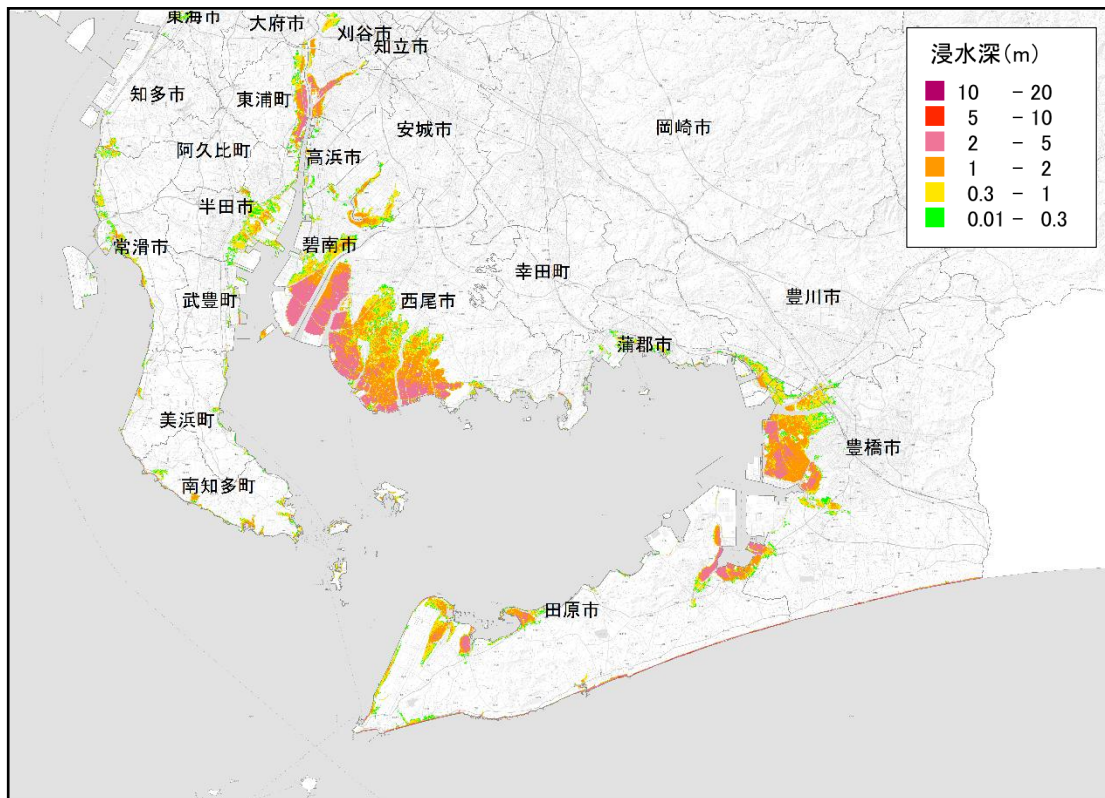 東海市
大府市
刈谷市
知立市
浸水深(m)
10 － 20
5 － 10
2 － 5
1 － 2
0.3 － 1
0.01 － 0.3
知多市
東浦町
安城市
岡崎市
阿久比町
高浜市
半田市
常滑市
碧南市
武豊町
西尾市
幸田町
豊川市
蒲郡市
美浜町
豊橋市
南知多町
田原市